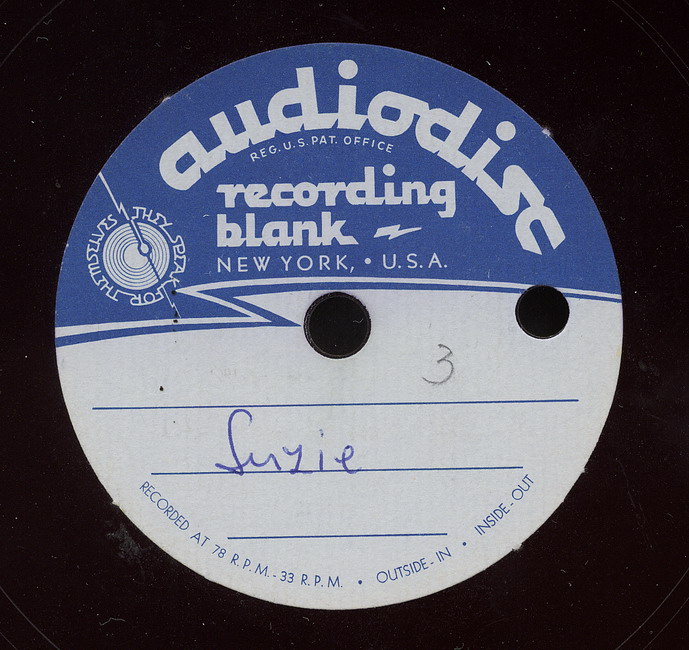 audiodisc
REG. U.S. PAT. OFFICE
recording
blank
NEW YORK, • U.S.A.
THEY SPEAK FOR THEMSELVES
3
Suzie
RECORDED AT 78 R.P.M. - 33 R.P.M. • OUTSIDE - IN • INSIDE - OUT